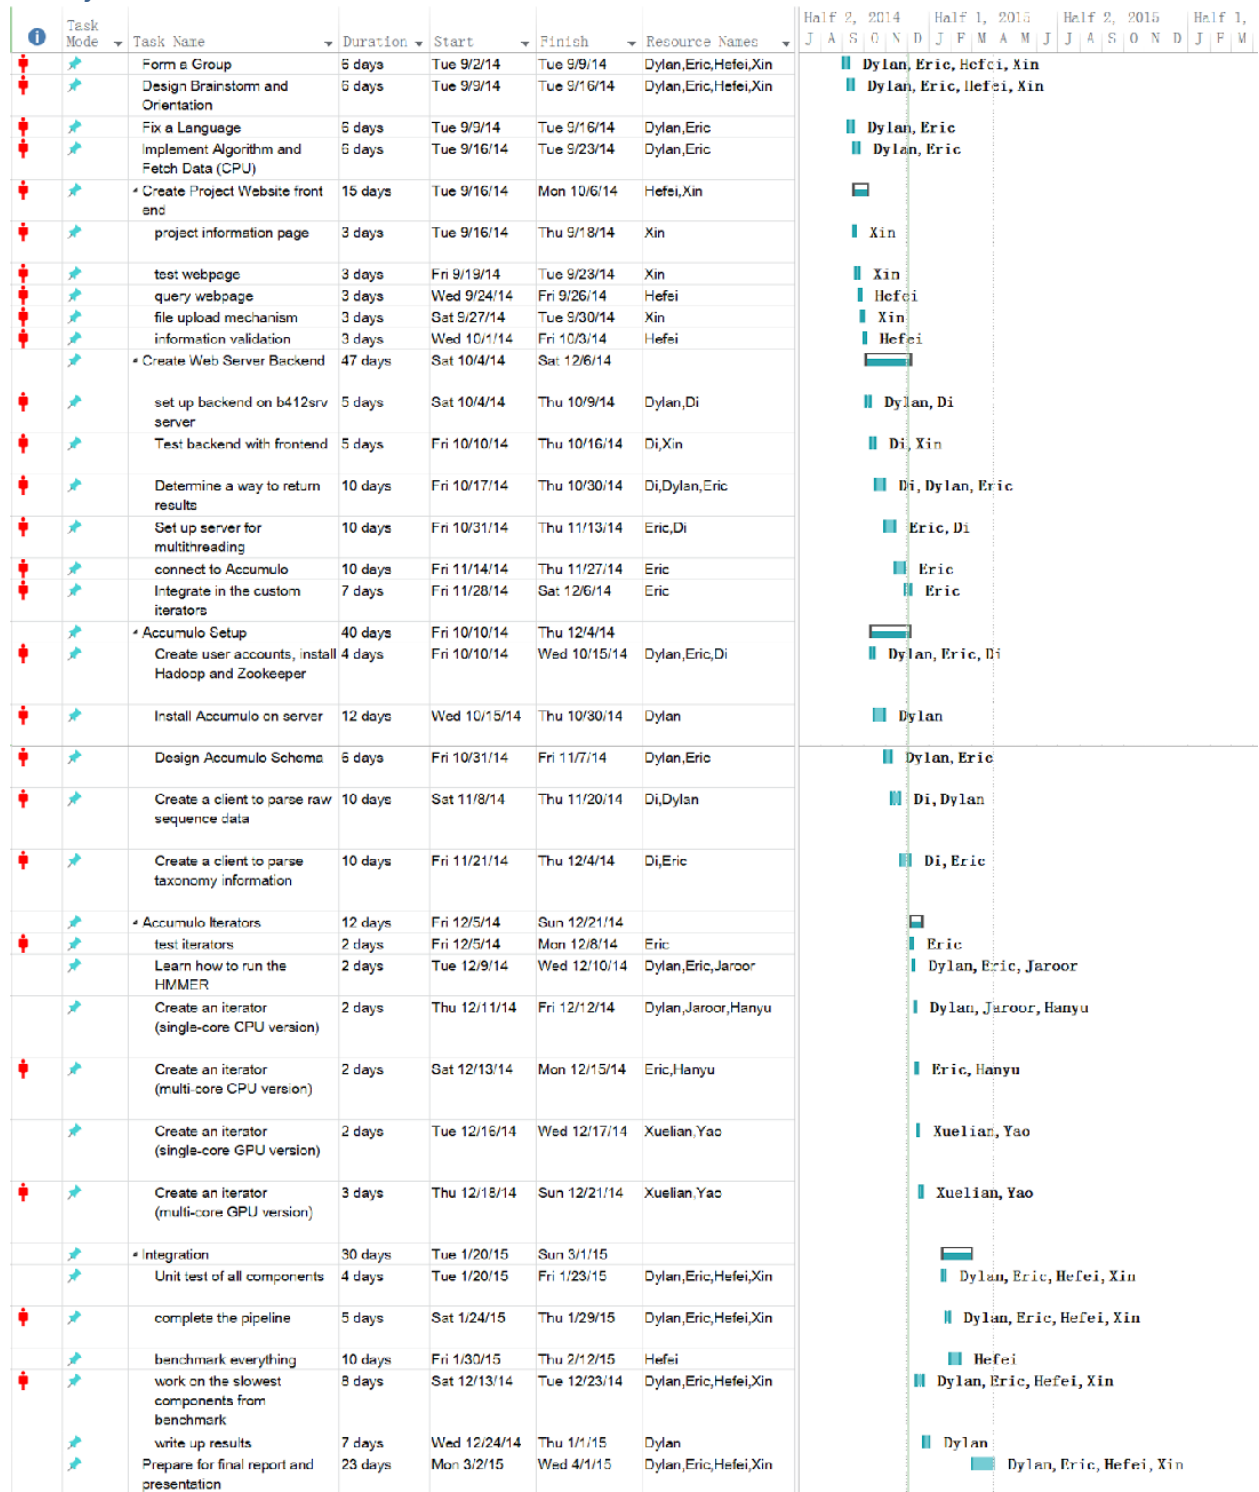 Half 2, 2014 Half 1, 2015 Half 2, 2015 Half 1,
Task Mode Task Name Duration Start Finish Resource Names J A S O N D J F M A M J J A S O N D J F M
Form a Group 6 days Tue 9/2/14 Tue 9/9/14 Dylan,Eric,Hefei,Xin Dylan, Eric, Hefei, Xin
Design Brainstorm and 6 days Tue 9/9/14 Tue 9/16/14 Dylan,Eric,Hefei,Xin Dylan, Eric, Hefei, Xin
Orientation
Fix a Language 6 days Tue 9/9/14 Tue 9/16/14 Dylan,Eric Dylan, Eric
Implement Algorithm and 6 days Tue 9/16/14 Tue 9/23/14 Dylan,Eric Dylan, Eric
Fetch Data (CPU)
Create Project Website front 15 days Tue 9/16/14 Mon 10/6/14 Hefei,Xin
end
project information page 3 days Tue 9/16/14 Thu 9/18/14 Xin Xin
test webpage 3 days Fri 9/19/14 Tue 9/23/14 Xin Xin
query webpage 3 days Wed 9/24/14 Fri 9/26/14 Hefei Hefei
file upload mechanism 3 days Sat 9/27/14 Tue 9/30/14 Xin Xin
information validation 3 days Wed 10/1/14 Fri 10/3/14 Hefei Hefei
Create Web Server Backend 47 days Sat 10/4/14 Sat 12/6/14
set up backend on b412srv 5 days Sat 10/4/14 Thu 10/9/14 Dylan,Di Dylan, Di
server
Test backend with frontend 5 days Fri 10/10/14 Thu 10/16/14 Di,Xin Di, Xin
Determine a way to return 10 days Fri 10/17/14 Thu 10/30/14 Di,Dylan,Eric Di, Dylan, Eric
results
Set up server for 10 days Fri 10/31/14 Thu 11/13/14 Eric,Di Eric, Di
multithreading
connect to Accumulo 10 days Fri 11/14/14 Thu 11/27/14 Eric Eric
Integrate in the custom 7 days Fri 11/28/14 Sat 12/6/14 Eric Eric
iterators
Accumulo Setup 40 days Fri 10/10/14 Thu 12/4/14
Create user accounts, install 4 days Fri 10/10/14 Wed 10/15/14 Dylan,Eric,Di Dylan, Eric, Di
Hadoop and Zookeeper
Install Accumulo on server 12 days Wed 10/15/14 Thu 10/30/14 Dylan Dylan
Design Accumulo Schema 6 days Fri 10/31/14 Fri 11/7/14 Dylan,Eric Dylan, Eric
Create a client to parse raw 10 days Sat 11/8/14 Thu 11/20/14 Di,Dylan Di, Dylan
sequence data
Create a client to parse 10 days Fri 11/21/14 Thu 12/4/14 Di,Eric Di, Eric
taxonomy information
Accumulo Iterators 12 days Fri 12/5/14 Sun 12/21/14
test iterators 2 days Fri 12/5/14 Mon 12/8/14 Eric Eric
Learn how to run the 2 days Tue 12/9/14 Wed 12/10/14 Dylan,Eric,Jaroor Dylan, Eric, Jaroor
HMMER
Create an iterator 2 days Thu 12/11/14 Fri 12/12/14 Dylan,Jaroor,Hanyu Dylan, Jaroor, Hanyu
(single-core CPU version)
Create an iterator 2 days Sat 12/13/14 Mon 12/15/14 Eric,Hanyu Eric, Hanyu
(multi-core CPU version)
Create an iterator 2 days Tue 12/16/14 Wed 12/17/14 Xuelian,Yao Xuelian, Yao
(single-core GPU version)
Create an iterator 3 days Thu 12/18/14 Sun 12/21/14 Xuelian,Yao Xuelian, Yao
(multi-core GPU version)
Integration 30 days Tue 1/20/15 Sun 3/1/15
Unit test of all components 4 days Tue 1/20/15 Fri 1/23/15 Dylan,Eric,Hefei,Xin Dylan, Eric, Hefei, Xin
complete the pipeline 5 days Sat 1/24/15 Thu 1/29/15 Dylan,Eric,Hefei,Xin Dylan, Eric, Hefei, Xin
benchmark everything 10 days Fri 1/30/15 Thu 2/12/15 Hefei Hefei
work on the slowest 8 days Sat 12/13/14 Tue 12/23/14 Dylan,Eric,Hefei,Xin Dylan, Eric, Hefei, Xin
components from
benchmark
write up results 7 days Wed 12/24/14 Thu 1/1/15 Dylan Dylan
Prepare for final report and 23 days Mon 3/2/15 Wed 4/1/15 Dylan,Eric,Hefei,Xin Dylan, Eric, Hefei, Xin
presentation